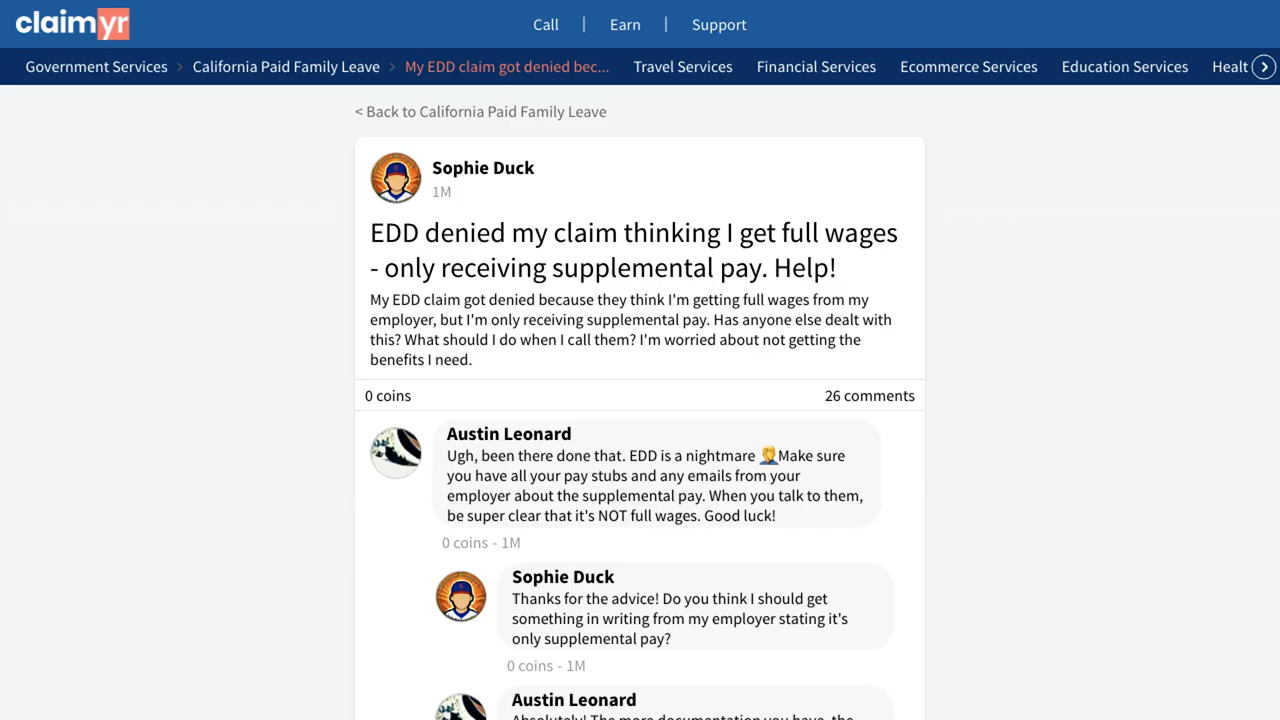 claimyr
Call | Earn | Support
Government Services > California Paid Family Leave > My EDD claim got denied bec... Travel Services Financial Services Ecommerce Services Education Services Healt
< Back to California Paid Family Leave
Sophie Duck
1M
EDD denied my claim thinking I get full wages
- only receiving supplemental pay. Help!
My EDD claim got denied because they think I'm getting full wages from my
employer, but I'm only receiving supplemental pay. Has anyone else dealt with
this? What should I do when I call them? I'm worried about not getting the
benefits I need.
0 coins 26 comments
Austin Leonard
Ugh, been there done that. EDD is a nightmare 🤦Make sure
you have all your pay stubs and any emails from your
employer about the supplemental pay. When you talk to them,
be super clear that it's NOT full wages. Good luck!
0 coins - 1M
Sophie Duck
Thanks for the advice! Do you think I should get
something in writing from my employer stating it's
only supplemental pay?
0 coins - 1M
Austin Leonard
Absolutely! The more documentation you have, the